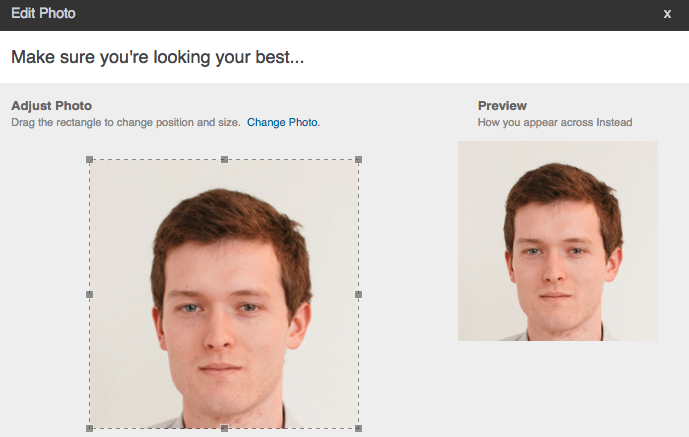 Edit Photo x
Make sure you're looking your best...
Adjust Photo
Drag the rectangle to change position and size. Change Photo.
Preview
How you appear across Instead